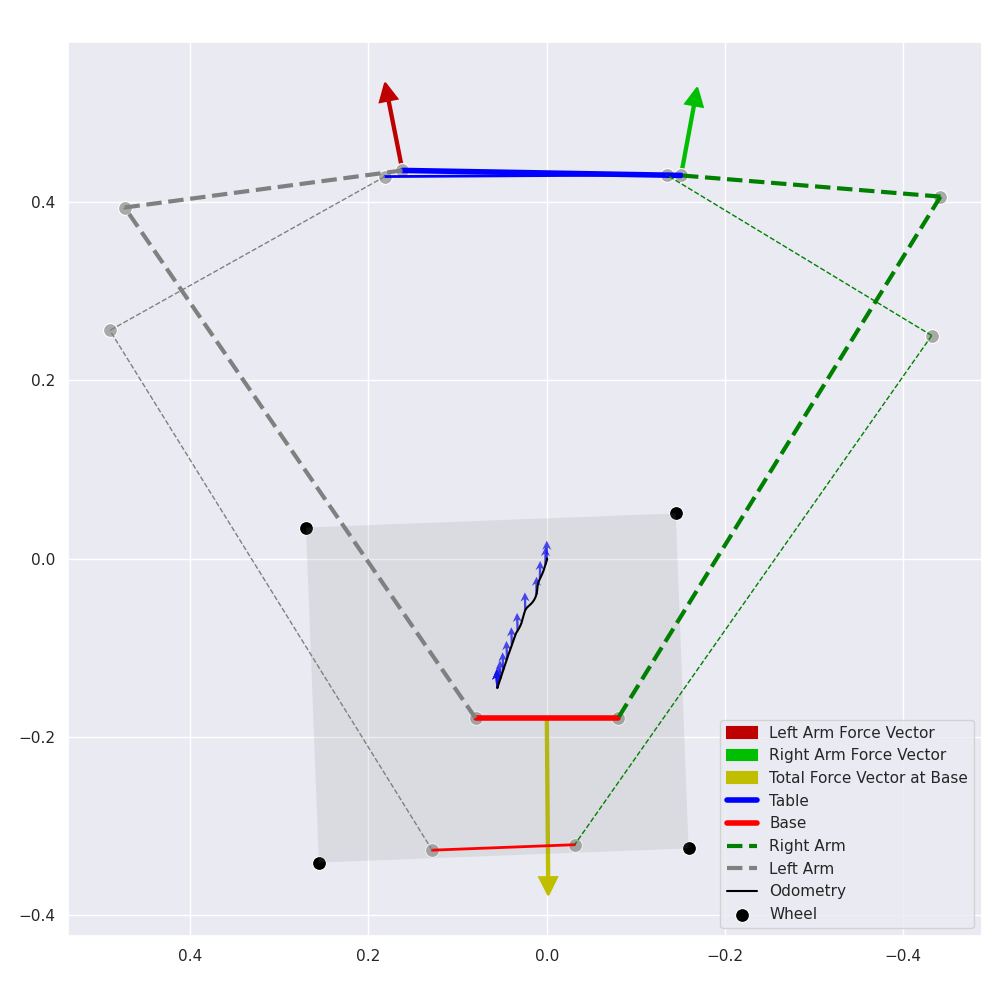 0.4
0.2
0.0
−0.2
−0.4
0.4
0.2
0.0
−0.2
−0.4
Left Arm Force Vector
Right Arm Force Vector
Total Force Vector at Base
Table
Base
Right Arm
Left Arm
Odometry
Wheel